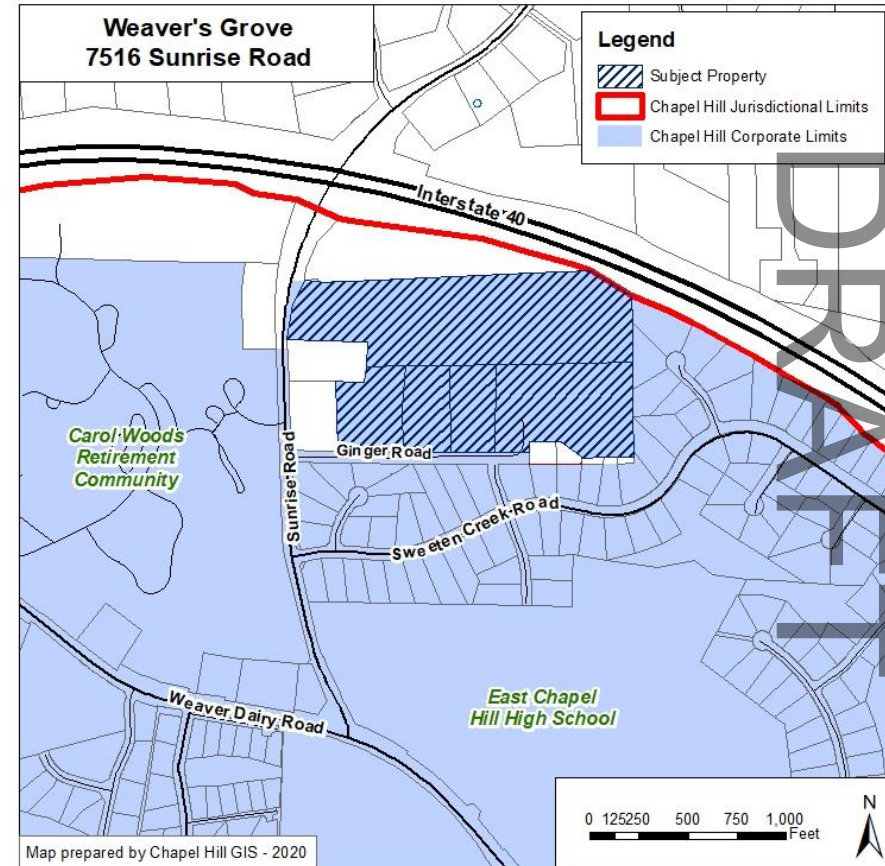 Weaver's Grove
7516 Sunrise Road
Legend
Subject Property
Chapel Hill Jurisdictional Limits
Chapel Hill Corporate Limits
DRAFT
Interstate 40
Carol Woods
Retirement
Community
Sunrise Road
Ginger Road
Sweeten Creek Road
East Chapel
Hill High School
Weaver Dairy Road
0 125250 500 750 1,000
Feet
N
Map prepared by Chapel Hill GIS - 2020